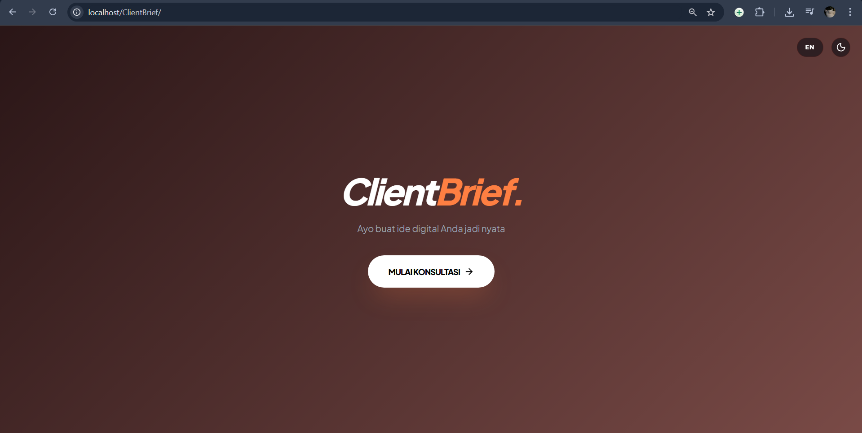 localhost/ClientBrief/
EN
ClientBrief.
Ayo buat ide digital Anda jadi nyata
MULAI KONSULTASI →